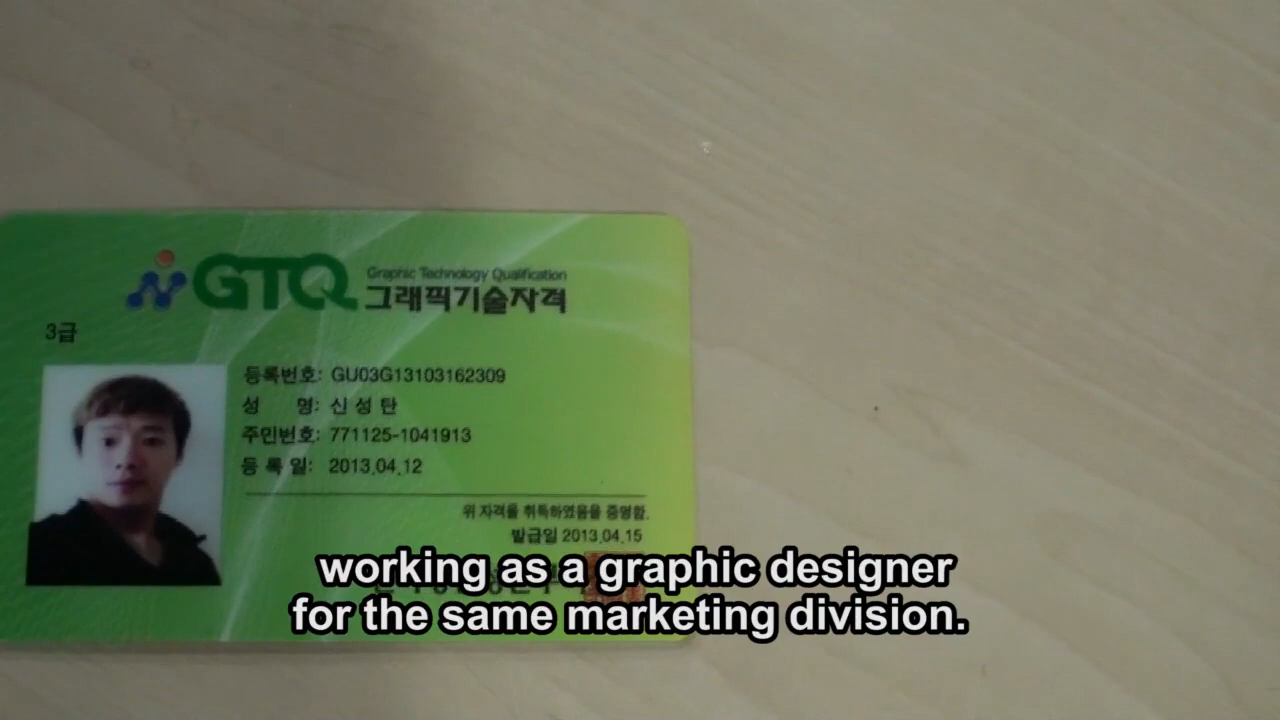 GTQ Graphic Technology Qualification
그래픽기술자격
3급
등록번호: GU03G13103162309
성 명: 신성탄
주민번호: 771125-1041913
등록일: 2013.04.12
위 자격을 취득하였음을 증명함.
발급일 2013.04.15
working as a graphic designer
for the same marketing division.